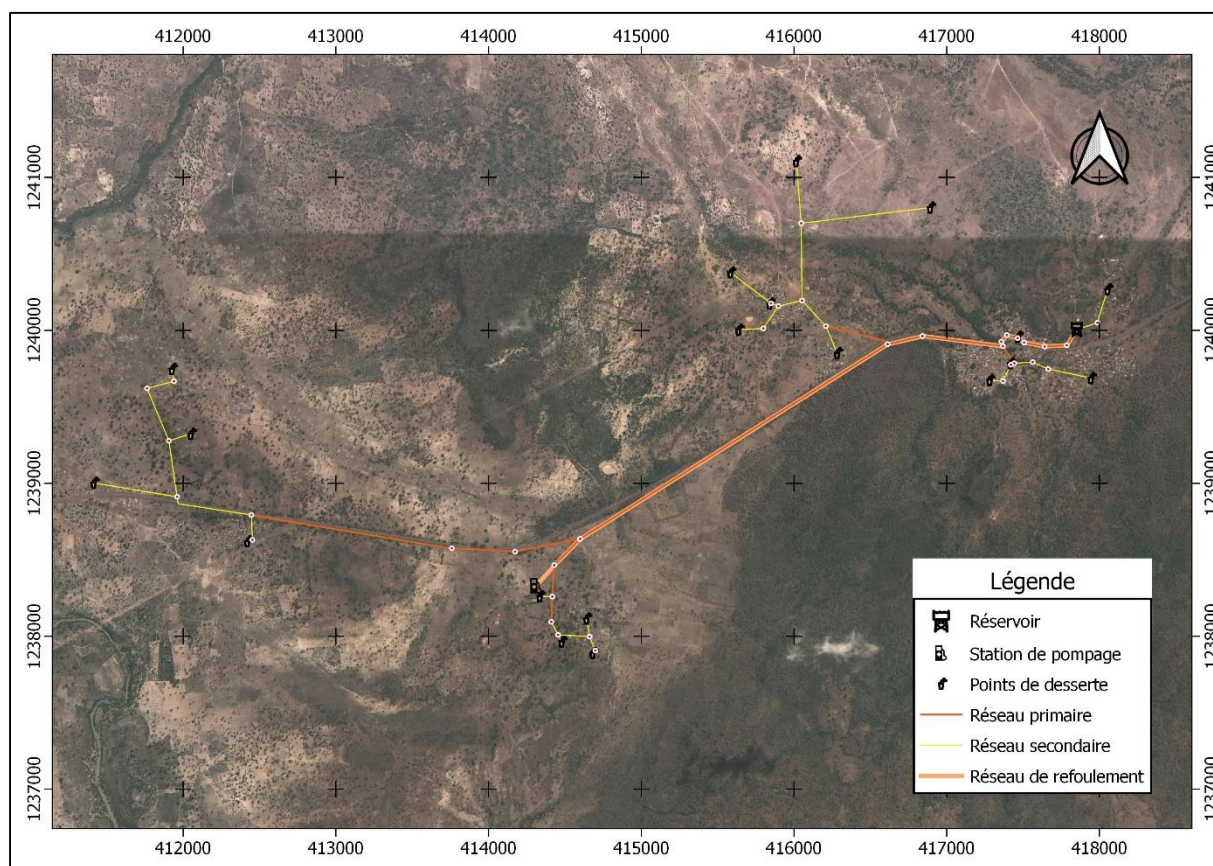 412000 413000 414000 415000 416000 417000 418000
1241000 1241000
1240000 1240000
1239000 1239000
1238000 1238000
1237000 1237000
Légende
Réservoir
Station de pompage
Points de desserte
Réseau primaire
Réseau secondaire
Réseau de refoulement
412000 413000 414000 415000 416000 417000 418000